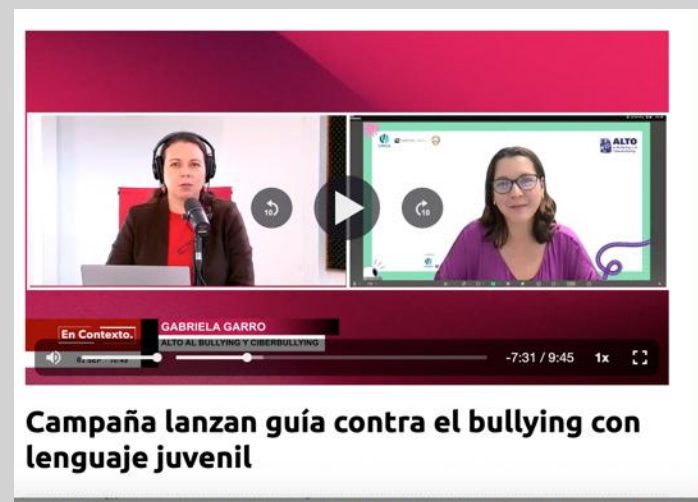 ALTO
10
10
En Contexto.
GABRIELA GARRO
ALTO AL BULLYING Y CIBERBULLYING
-7:31 / 9:45
1x
Campaña lanzan guía contra el bullying con
lenguaje juvenil